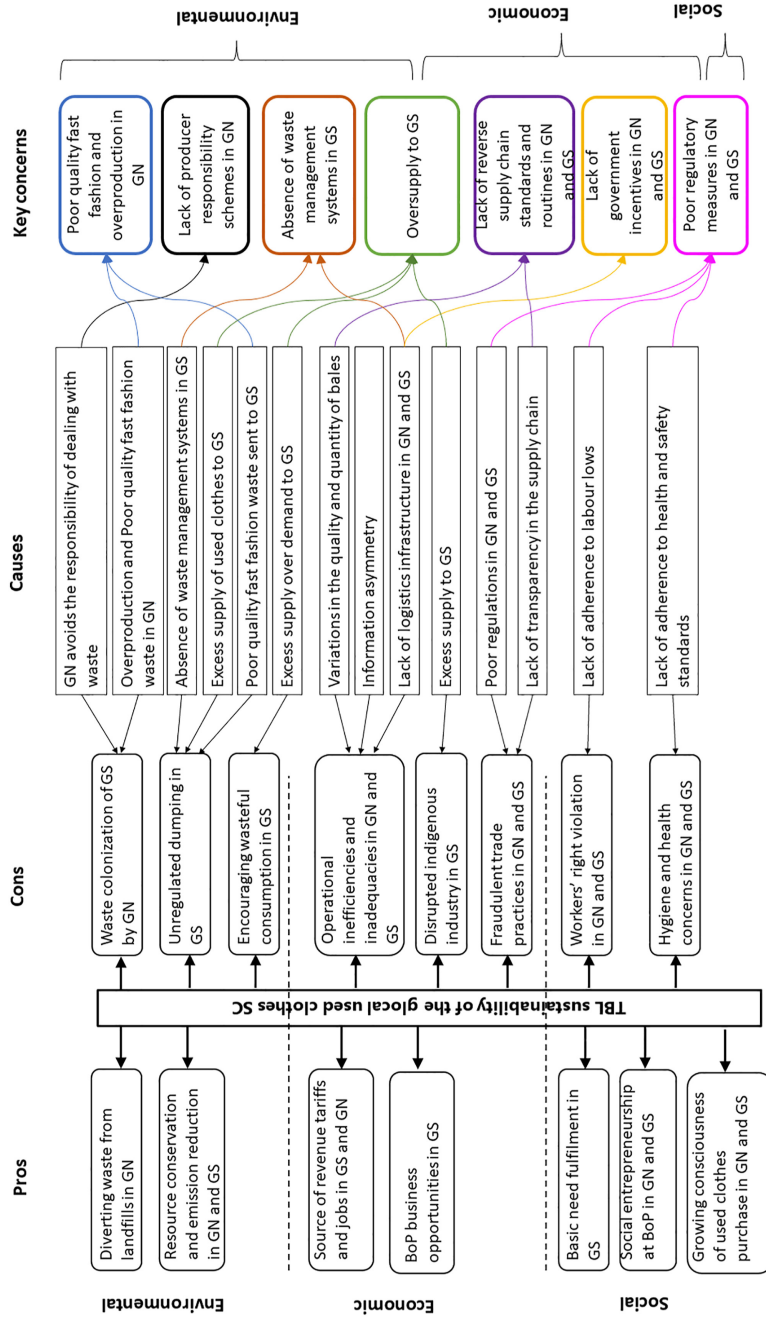 Pros
Cons
Causes
Key concerns
Environmental
Diverting waste from
landfills in GN
Resource conservation
and emission reduction
in GN and GS
Economic
Source of revenue tariffs
and jobs in GS and GN
BoP business
opportunities in GS
Social
Basic need fulfilment in
GS
Social entrepreneurship
at BoP in GN and GS
Growing consciousness
of used clothes
purchase in GN and GS
TBL sustainability of the glocal used clothes SC
Waste colonization of GS
by GN
Unregulated dumping in
GS
Encouraging wasteful
consumption in GS
Operational
inefficiencies and
inadequacies in GN and
GS
Disrupted indigenous
industry in GS
Fraudulent trade
practices in GN and GS
Workers' right violation
in GN and GS
Hygiene and health
concerns in GN and GS
GN avoids the responsibility of dealing with
waste
Overproduction and Poor quality fast fashion
waste in GN
Absence of waste management systems in GS
Excess supply of used clothes to GS
Poor quality fast fashion waste sent to GS
Excess supply over demand to GS
Variations in the quality and quantity of bales
Information asymmetry
Lack of logistics infrastructure in GN and GS
Excess supply to GS
Poor regulations in GN and GS
Lack of transparency in the supply chain
Lack of adherence to labour lows
Lack of adherence to health and safety
standards
Poor quality fast
fashion and
overproduction in
GN
Lack of producer
responsibility
schemes in GN
Absence of waste
management
systems in GS
Oversupply to GS
Lack of reverse
supply chain
standards and
routines in GN
and GS
Lack of
government
incentives in GN
and GS
Poor regulatory
measures in GN
and GS
Environmental
Economic
Social